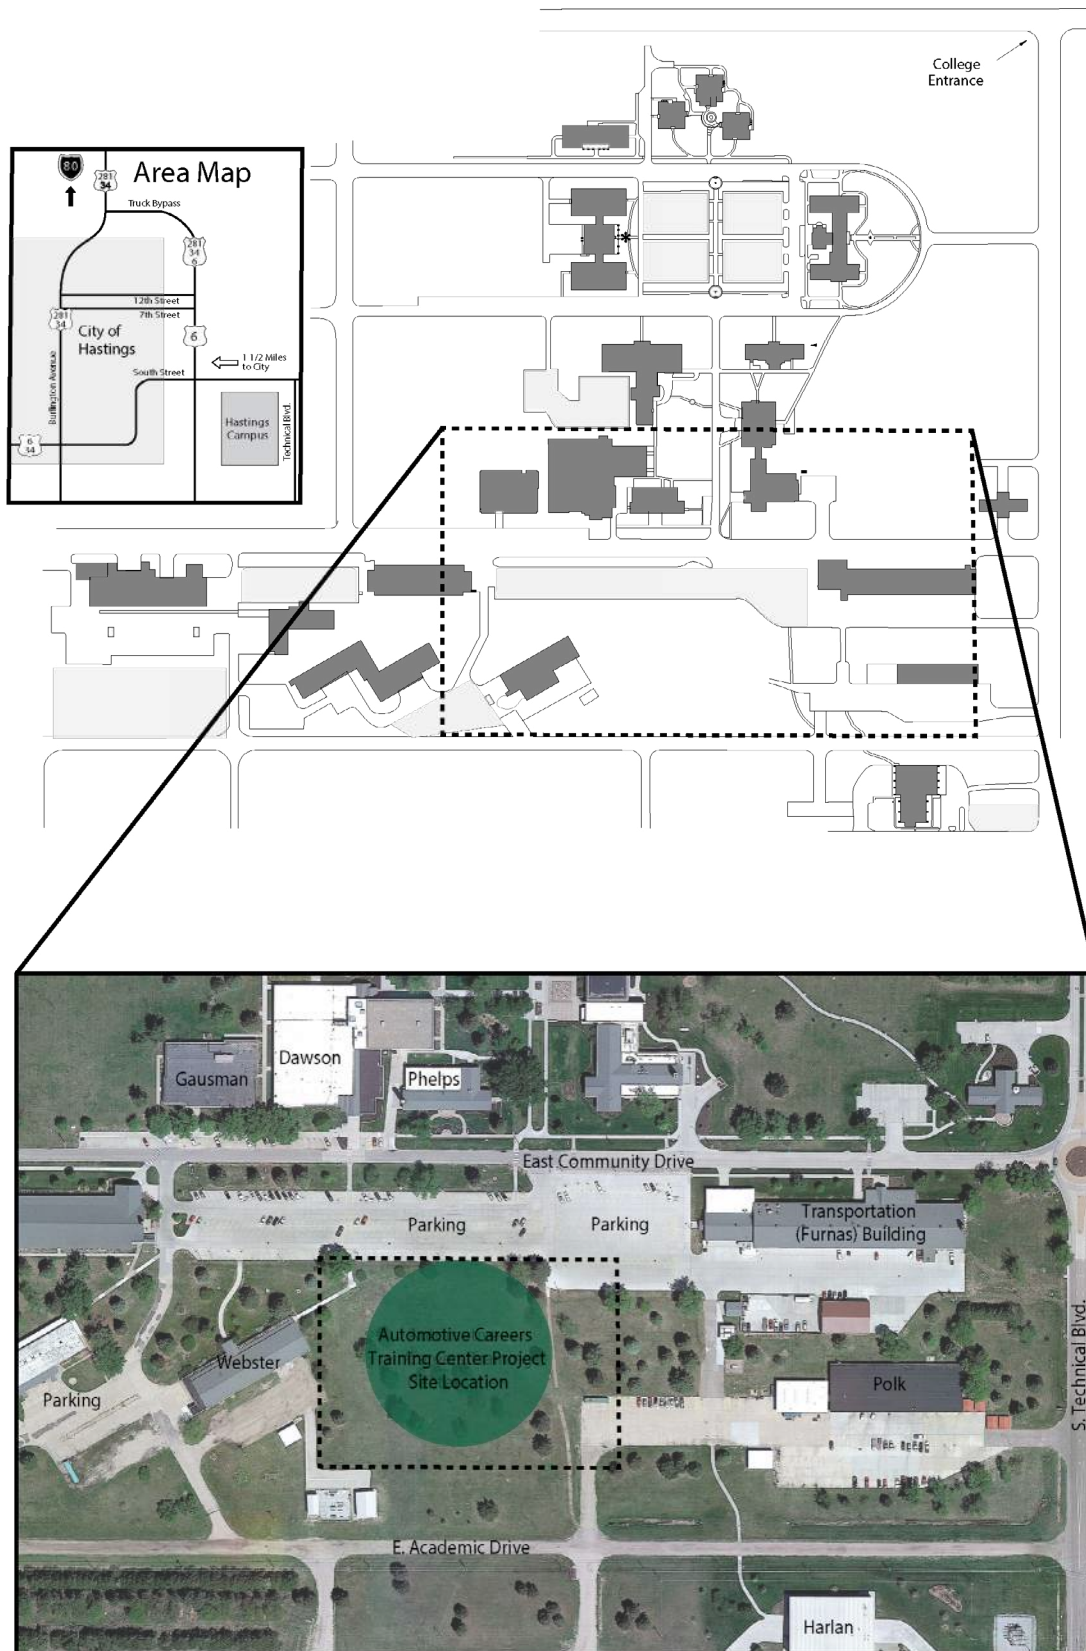 College
Entrance
Area Map
80
281
34
Truck Bypass
281
34
6
12th Street
7th Street
281
34
City of
Hastings
6
1 1/2 Miles
to City
Burlington Avenue
South Street
Hastings
Campus
Technical Blvd.
6
34
Dawson
Gausman
Phelps
East Community Drive
Parking
Parking
Transportation
(Furnas) Building
Automotive Careers
Training Center Project
Site Location
Webster
Parking
Polk
S. Technical Blvd.
E. Academic Drive
Harlan